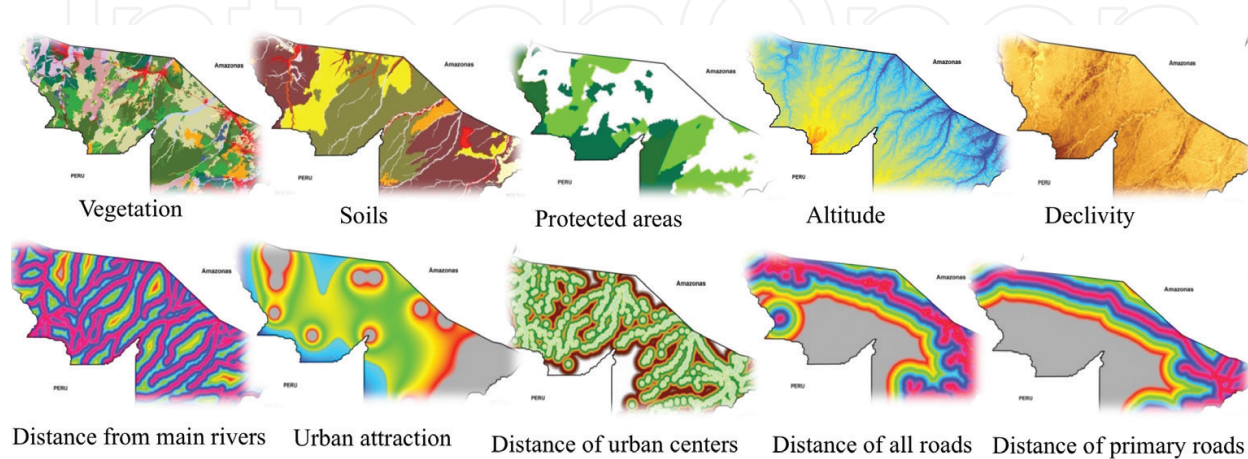 IntechOpen
Amazonas
Amazonas
Amazonas
Amazonas
PERU
PERU
PERU
PERU
PERU
Vegetation
Soils
Protected areas
Altitude
Declivity
Amazonas
Amazonas
Amazonas
Amazonas
Amazonas
PERU
PERU
PERU
PERU
PERU
Distance from main rivers
Urban attraction
Distance of urban centers
Distance of all roads
Distance of primary roads